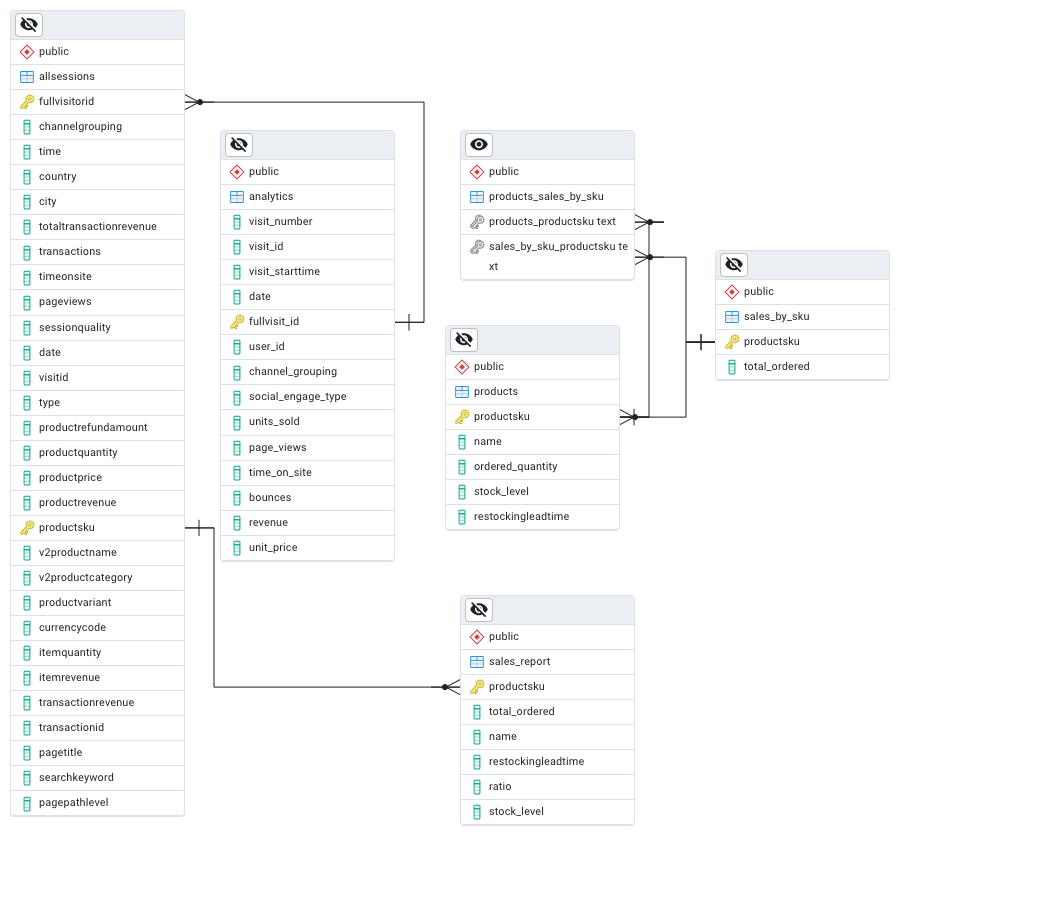 public
allsessions
fullvisitorid
channelgrouping
time
country
city
totaltransactionrevenue
transactions
timeonsite
pageviews
sessionquality
date
visitid
type
productrefundamount
productquantity
productprice
productrevenue
productsku
v2productname
v2productcategory
productvariant
currencycode
itemquantity
itemrevenue
transactionrevenue
transactionid
pagetitle
searchkeyword
pagepathlevel
public
analytics
visit_number
visit_id
visit_starttime
date
fullvisit_id
user_id
channel_grouping
social_engage_type
units_sold
page_views
time_on_site
bounces
revenue
unit_price
public
products_sales_by_sku
products_productsku text
sales_by_sku_productsku te
xt
public
products
productsku
name
ordered_quantity
stock_level
restockingleadtime
public
sales_report
productsku
total_ordered
name
restockingleadtime
ratio
stock_level
public
sales_by_sku
productsku
total_ordered